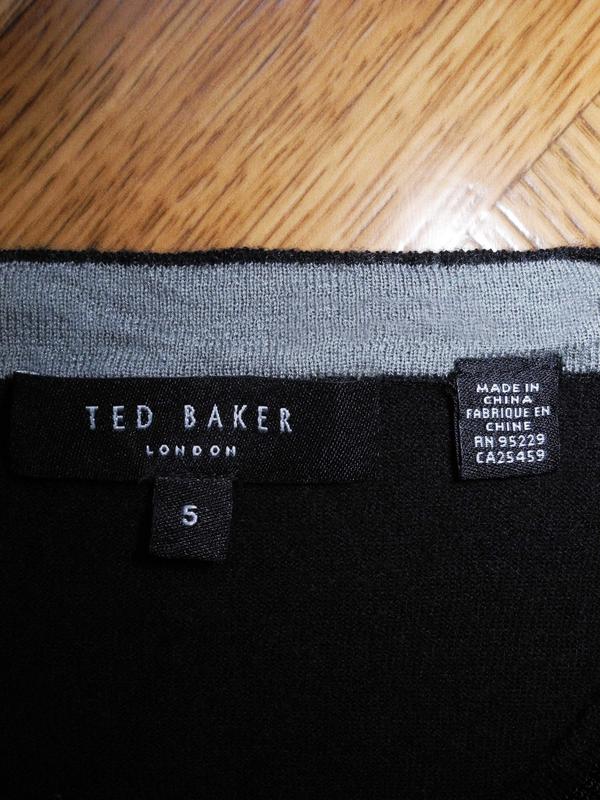 TED BAKER
LONDON
5
MADE IN
CHINA
FABRIQUE EN
CHINE
RN 95229
CA25459